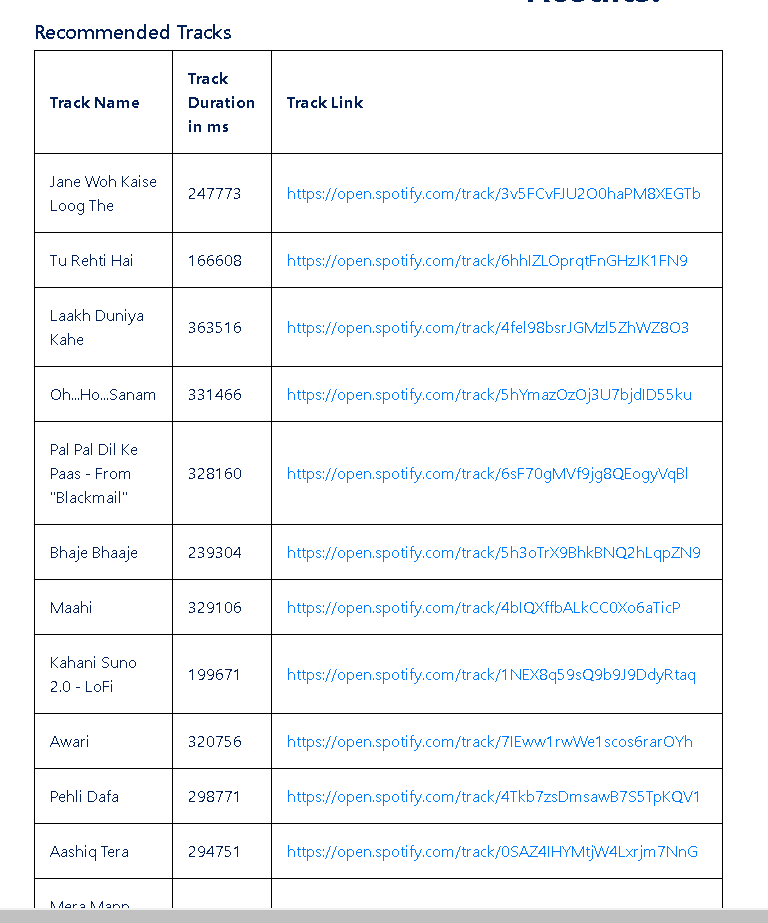 Results:
Recommended Tracks
Track Name
Track
Duration
in ms
Track Link
Jane Woh Kaise
Loog The
247773
https://open.spotify.com/track/3v5FCvFJU2O0haPM8XEGTb
Tu Rehti Hai
166608
https://open.spotify.com/track/6hhIZLOprqtFnGHzJK1FN9
Laakh Duniya
Kahe
363516
https://open.spotify.com/track/4fel98bsrJGMzl5ZhWZ8O3
Oh...Ho...Sanam
331466
https://open.spotify.com/track/5hYmazOzOj3U7bjdID55ku
Pal Pal Dil Ke
Paas - From
"Blackmail"
328160
https://open.spotify.com/track/6sF70gMVf9jg8QEogyVqBl
Bhaje Bhaaje
239304
https://open.spotify.com/track/5h3oTrX9BhkBNQ2hLqpZN9
Maahi
329106
https://open.spotify.com/track/4bIQXffbALkCC0Xo6aTicP
Kahani Suno
2.0 - LoFi
199671
https://open.spotify.com/track/1NEX8q59sQ9b9J9DdyRtaq
Awari
320756
https://open.spotify.com/track/7IEww1rwWe1scos6rarOYh
Pehli Dafa
298771
https://open.spotify.com/track/4Tkb7zsDmsawB7S5TpKQV1
Aashiq Tera
294751
https://open.spotify.com/track/0SAZ4IHYMtjW4Lxrjm7NnG
Mera Mann